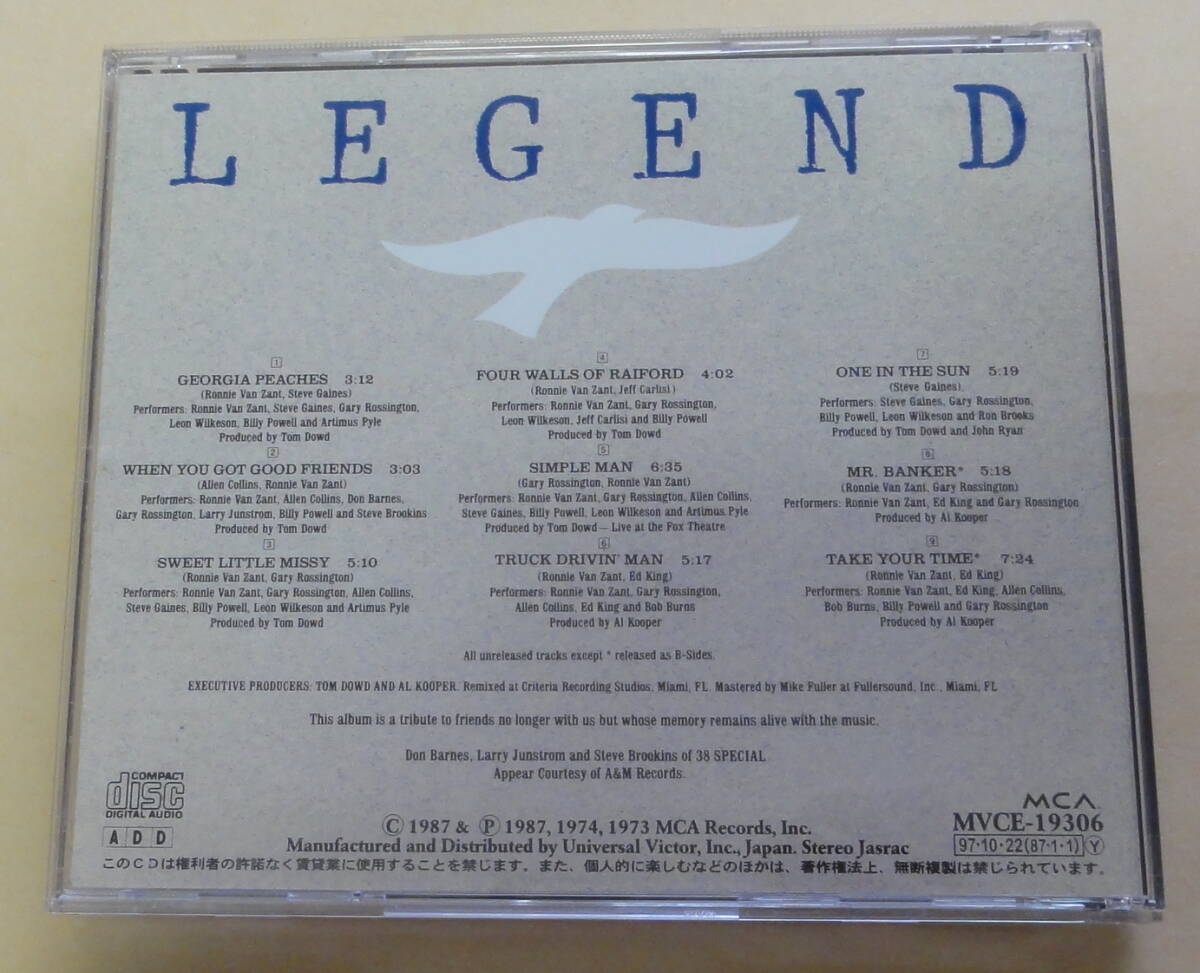 LEGEND
1
GEORGIA PEACHES 3:12
(Ronnie Van Zant, Steve Gaines)
Performers: Ronnie Van Zant, Steve Gaines, Gary Rossington,
Leon Wilkeson, Billy Powell and Artimus Pyle
Produced by Tom Dowd
2
WHEN YOU GOT GOOD FRIENDS 3:03
(Allen Collins, Ronnie Van Zant)
Performers: Ronnie Van Zant, Allen Collins, Don Barnes,
Gary Rossington, Larry Junstrom, Billy Powell and Steve Brookins
Produced by Tom Dowd
3
SWEET LITTLE MISSY 5:10
(Ronnie Van Zant, Gary Rossington)
Performers: Ronnie Van Zant, Gary Rossington, Allen Collins,
Steve Gaines, Billy Powell, Leon Wilkeson and Artimus Pyle
Produced by Tom Dowd
4
FOUR WALLS OF RAIFORD 4:02
(Ronnie Van Zant, Jeff Carlisi)
Performers: Ronnie Van Zant, Gary Rossington,
Leon Wilkeson, Jeff Carlisi and Billy Powell
Produced by Tom Dowd
5
SIMPLE MAN 6:35
(Gary Rossington, Ronnie Van Zant)
Performers: Ronnie Van Zant, Gary Rossington, Allen Collins,
Steve Gaines, Billy Powell, Leon Wilkeson and Artimus Pyle
Produced by Tom Dowd — Live at the Fox Theatre
6
TRUCK DRIVIN' MAN 5:17
(Ronnie Van Zant, Ed King)
Performers: Ronnie Van Zant, Gary Rossington,
Allen Collins, Ed King and Bob Burns
Produced by Al Kooper
7
ONE IN THE SUN 5:19
(Steve Gaines)
Performers: Steve Gaines, Gary Rossington,
Billy Powell, Leon Wilkeson and Ron Brooks
Produced by Tom Dowd and John Ryan
8
MR. BANKER* 5:18
(Ronnie Van Zant, Gary Rossington)
Performers: Ronnie Van Zant, Ed King and Gary Rossington
Produced by Al Kooper
9
TAKE YOUR TIME* 7:24
(Ronnie Van Zant, Ed King)
Performers: Ronnie Van Zant, Ed King, Allen Collins,
Bob Burns, Billy Powell and Gary Rossington
Produced by Al Kooper
All unreleased tracks except * released as B-Sides.
EXECUTIVE PRODUCERS: TOM DOWD AND AL KOOPER. Remixed at Criteria Recording Studios, Miami, FL. Mastered by Mike Fuller at Fullersound, Inc., Miami, FL
This album is a tribute to friends no longer with us but whose memory remains alive with the music.
Don Barnes, Larry Junstrom and Steve Brookins of 38 SPECIAL
Appear Courtesy of A&M Records.
COMPACT
disc
DIGITAL AUDIO
ADD
MCA
MVCE-19306
97·10·22(87·1·1) Y
Ⓒ 1987 & Ⓟ 1987, 1974, 1973 MCA Records, Inc.
Manufactured and Distributed by Universal Victor, Inc., Japan. Stereo Jasrac
このCDは権利者の許諾なく賃貸業に使用することを禁じます。また、個人的に楽しむなどのほかは、著作権法上、無断複製は禁じられています。